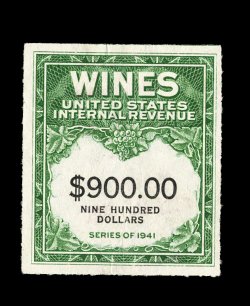 WINES
UNITED STATES
INTERNAL REVENUE
$900.00
NINE HUNDRED
DOLLARS
SERIES OF 1941